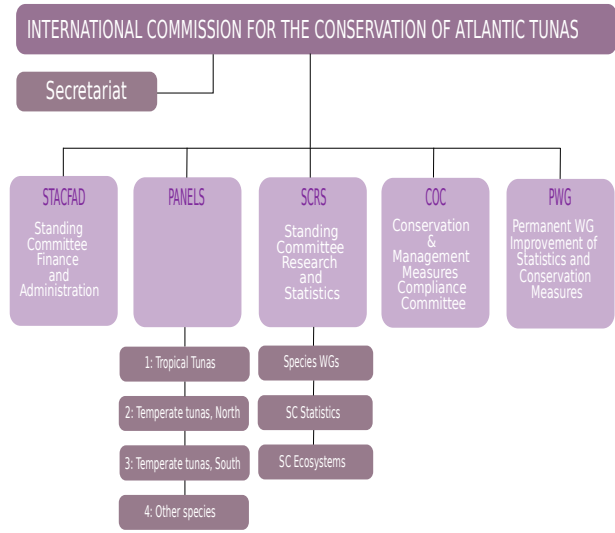 INTERNATIONAL COMMISSION FOR THE CONSERVATION OF ATLANTIC TUNAS
Secretariat
STACFAD
Standing
Committee
Finance
and
Administration
PANELS
SCRS
Standing
Committee
Research
and
Statistics
COC
Conservation
&
Management
Measures
Compliance
Committee
PWG
Permanent WG
Improvement of
Statistics and
Conservation
Measures
1: Tropical Tunas
2: Temperate tunas, North
3: Temperate tunas, South
4: Other species
Species WGs
SC Statistics
SC Ecosystems